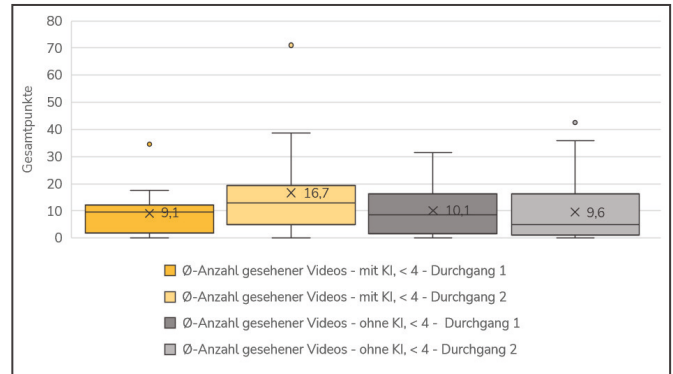 80
70
60
50
40
30
20
10
0
Gesamtpunkte
9,1
16,7
10,1
9,6
Ø-Anzahl gesehener Videos - mit KI, < 4 - Durchgang 1
Ø-Anzahl gesehener Videos - mit KI, < 4 - Durchgang 2
Ø-Anzahl gesehener Videos - ohne KI, < 4 - Durchgang 1
Ø-Anzahl gesehener Videos - ohne KI, < 4 - Durchgang 2